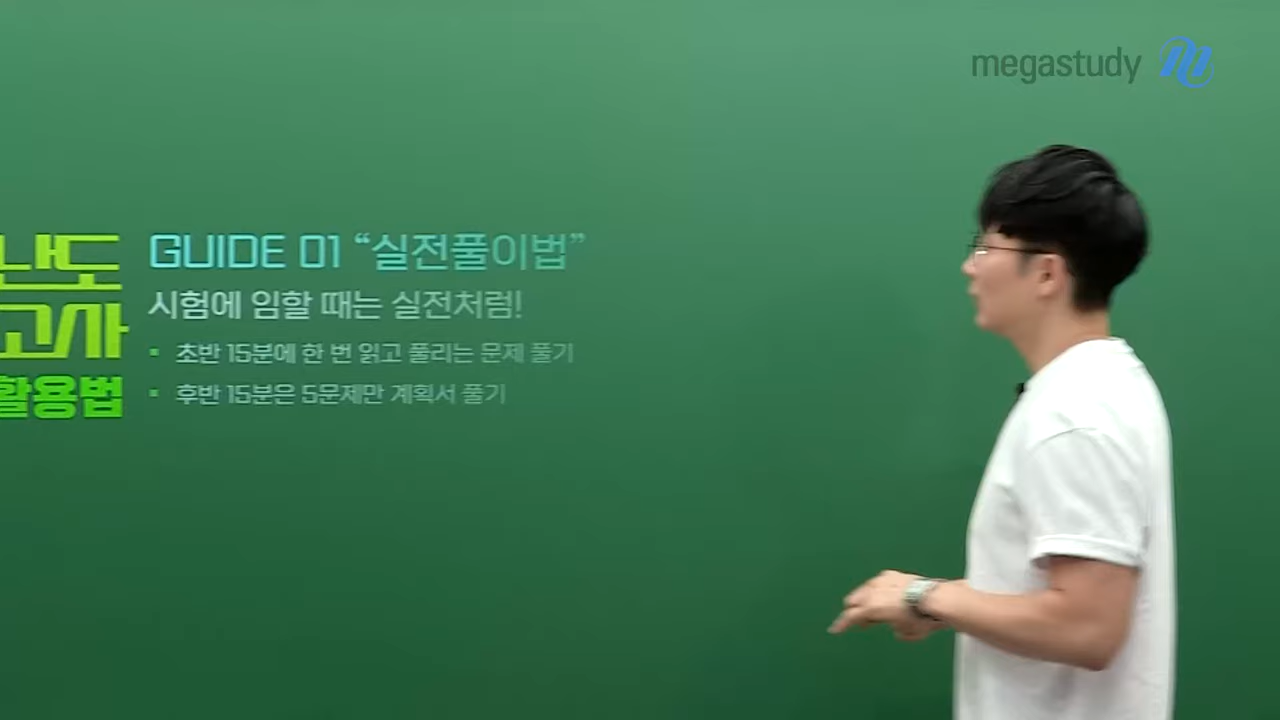 megastudy
난도
고사
활용법
GUIDE 01 “실전풀이법”
시험에 임할 때는 실전처럼!
▪ 초반 15분에 한 번 읽고 풀리는 문제 풀기
▪ 후반 15분은 5문제만 계획서 풀기